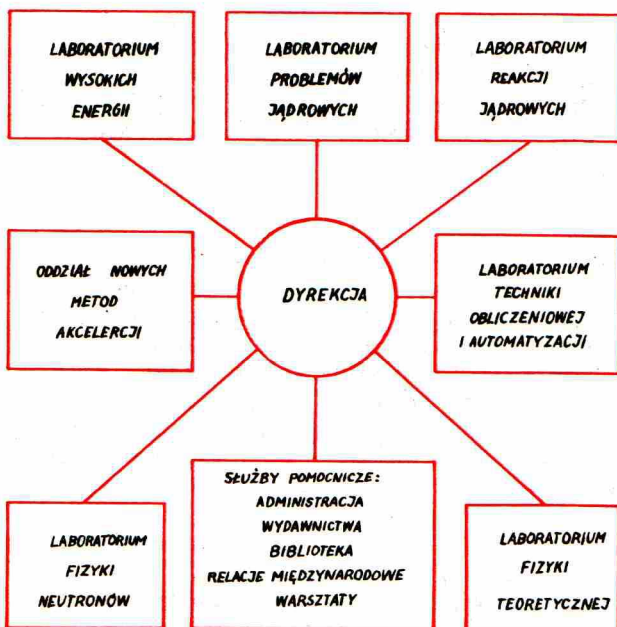 LABORATORIUM
WYSOKICH
ENERGII
LABORATORIUM
PROBLEMÓW
JĄDROWYCH
LABORATORIUM
REAKCJI
JĄDROWYCH
ODDZIAŁ NOWYCH
METOD
AKCELERCJI
DYREKCJA
LABORATORIUM
TECHNIKI
OBLICZENIOWEJ
I AUTOMATYZACJI
LABORATORIUM
FIZYKI
NEUTRONÓW
SŁUŻBY POMOCNICZE:
ADMINISTRACJA
WYDAWNICTWA
BIBLIOTEKA
RELACJE MIĘDZYNARODOWE
WARSZTATY
LABORATORIUM
FIZYKI
TEORETYCZNEJ